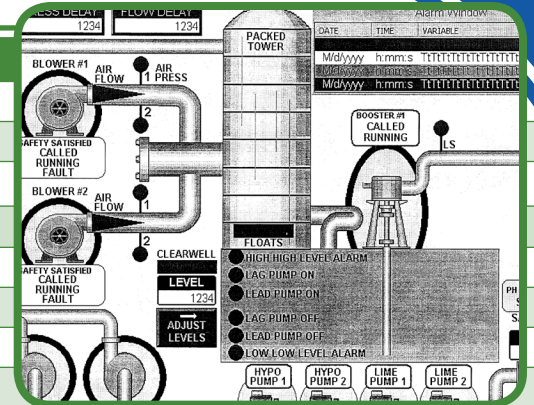 FLOW DELAY
1234
1234
Alarm Window
DATE TIME VARIABLE
M/d/yyyy h:mm:s
M/d/yyyy h:mm:s
PACKED
TOWER
BLOWER #1
AIR
FLOW
1
AIR
PRESS
2
SAFETY SATISFIED
CALLED
RUNNING
FAULT
BOOSTER #1
CALLED
RUNNING
LS
BLOWER #2
AIR
FLOW
1
2
SAFETY SATISFIED
CALLED
RUNNING
FAULT
CLEARWELL
LEVEL
1234
ADJUST
LEVELS
FLOATS
HIGH HIGH LEVEL ALARM
LAG PUMP ON
LEAD PUMP ON
LAG PUMP OFF
LEAD PUMP OFF
LOW LOW LEVEL ALARM
PH
HYPO
PUMP 1
HYPO
PUMP 2
LIME
PUMP 1
LIME
PUMP 2